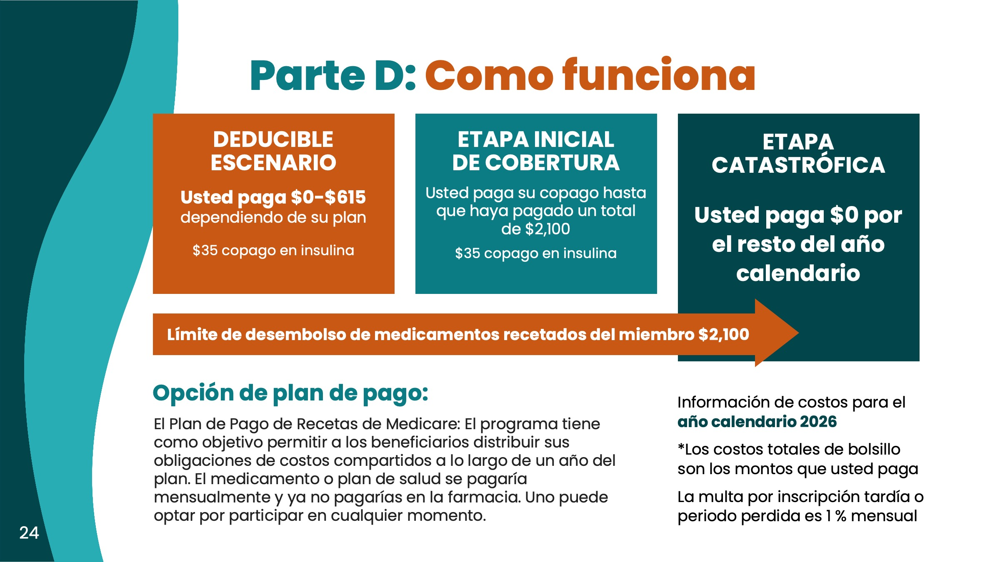 Parte D: Como funciona
DEDUCIBLE
ESCENARIO
Usted paga $0-$615
dependiendo de su plan
$35 copago en insulina
ETAPA INICIAL
DE COBERTURA
Usted paga su copago hasta
que haya pagado un total
de $2,100
$35 copago en insulina
ETAPA
CATASTRÓFICA
Usted paga $0 por
el resto del año
calendario
Límite de desembolso de medicamentos recetados del miembro $2,100
Opción de plan de pago:
El Plan de Pago de Recetas de Medicare: El programa tiene
como objetivo permitir a los beneficiarios distribuir sus
obligaciones de costos compartidos a lo largo de un año del
plan. El medicamento o plan de salud se pagaría
mensualmente y ya no pagarías en la farmacia. Uno puede
optar por participar en cualquier momento.
Información de costos para el
año calendario 2026
*Los costos totales de bolsillo
son los montos que usted paga
La multa por inscripción tardía o
periodo perdida es 1 % mensual
24